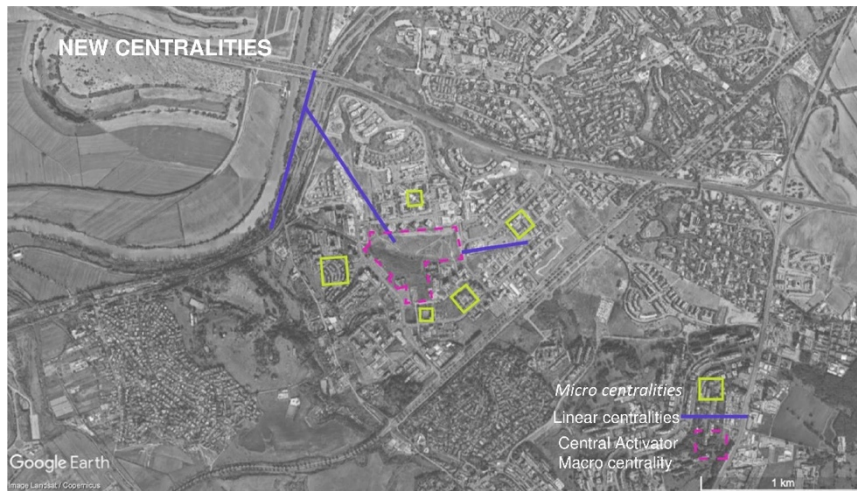 NEW CENTRALITIES
Micro centralities
Linear centralities
Central Activator
Macro centrality
Google Earth
Image Landsat / Copernicus
1 km